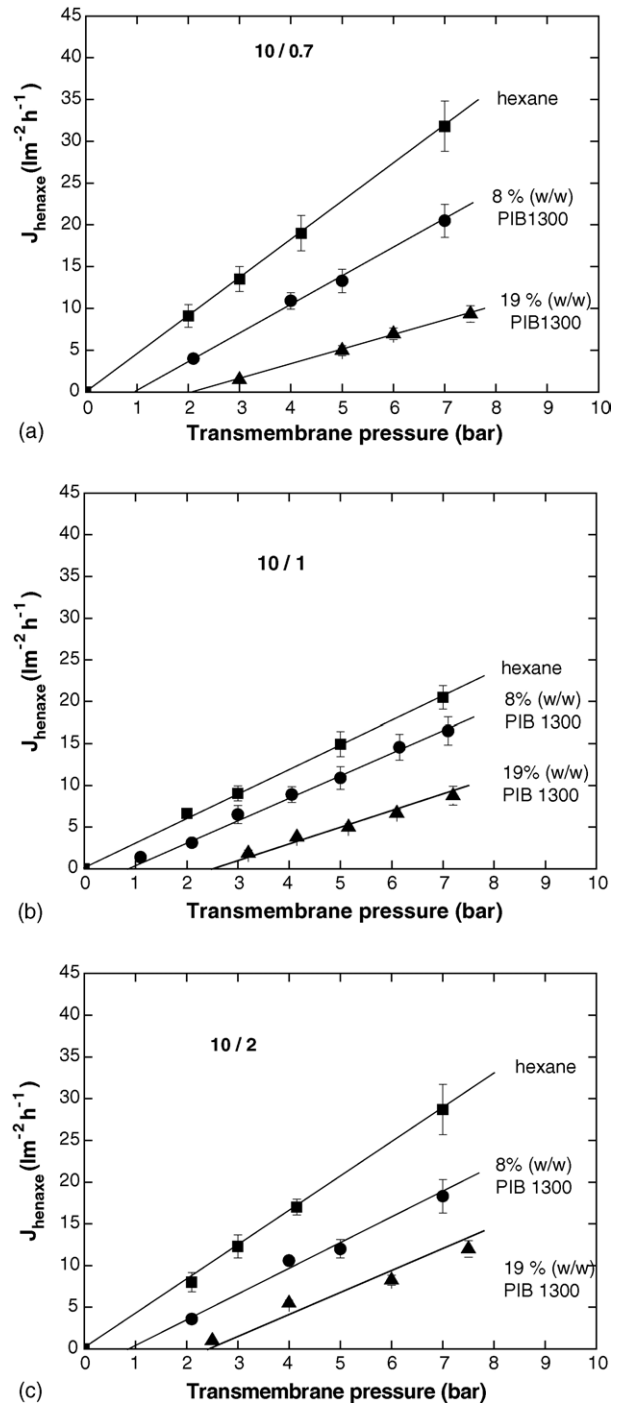 45
40
35
30
25
20
15
10
5
0
J_henaxe (lm⁻²h⁻¹)
10 / 0.7
hexane
8 % (w/w)
PIB1300
19 % (w/w)
PIB1300
0 1 2 3 4 5 6 7 8 9 10
(a) Transmembrane pressure (bar)
45
40
35
30
25
20
15
10
5
0
J_henaxe (lm⁻²h⁻¹)
10 / 1
hexane
8% (w/w)
PIB 1300
19% (w/w)
PIB 1300
0 1 2 3 4 5 6 7 8 9 10
(b) Transmembrane pressure (bar)
45
40
35
30
25
20
15
10
5
0
J_henaxe (lm⁻²h⁻¹)
10 / 2
hexane
8% (w/w)
PIB 1300
19 % (w/w)
PIB 1300
0 1 2 3 4 5 6 7 8 9 10
(c) Transmembrane pressure (bar)